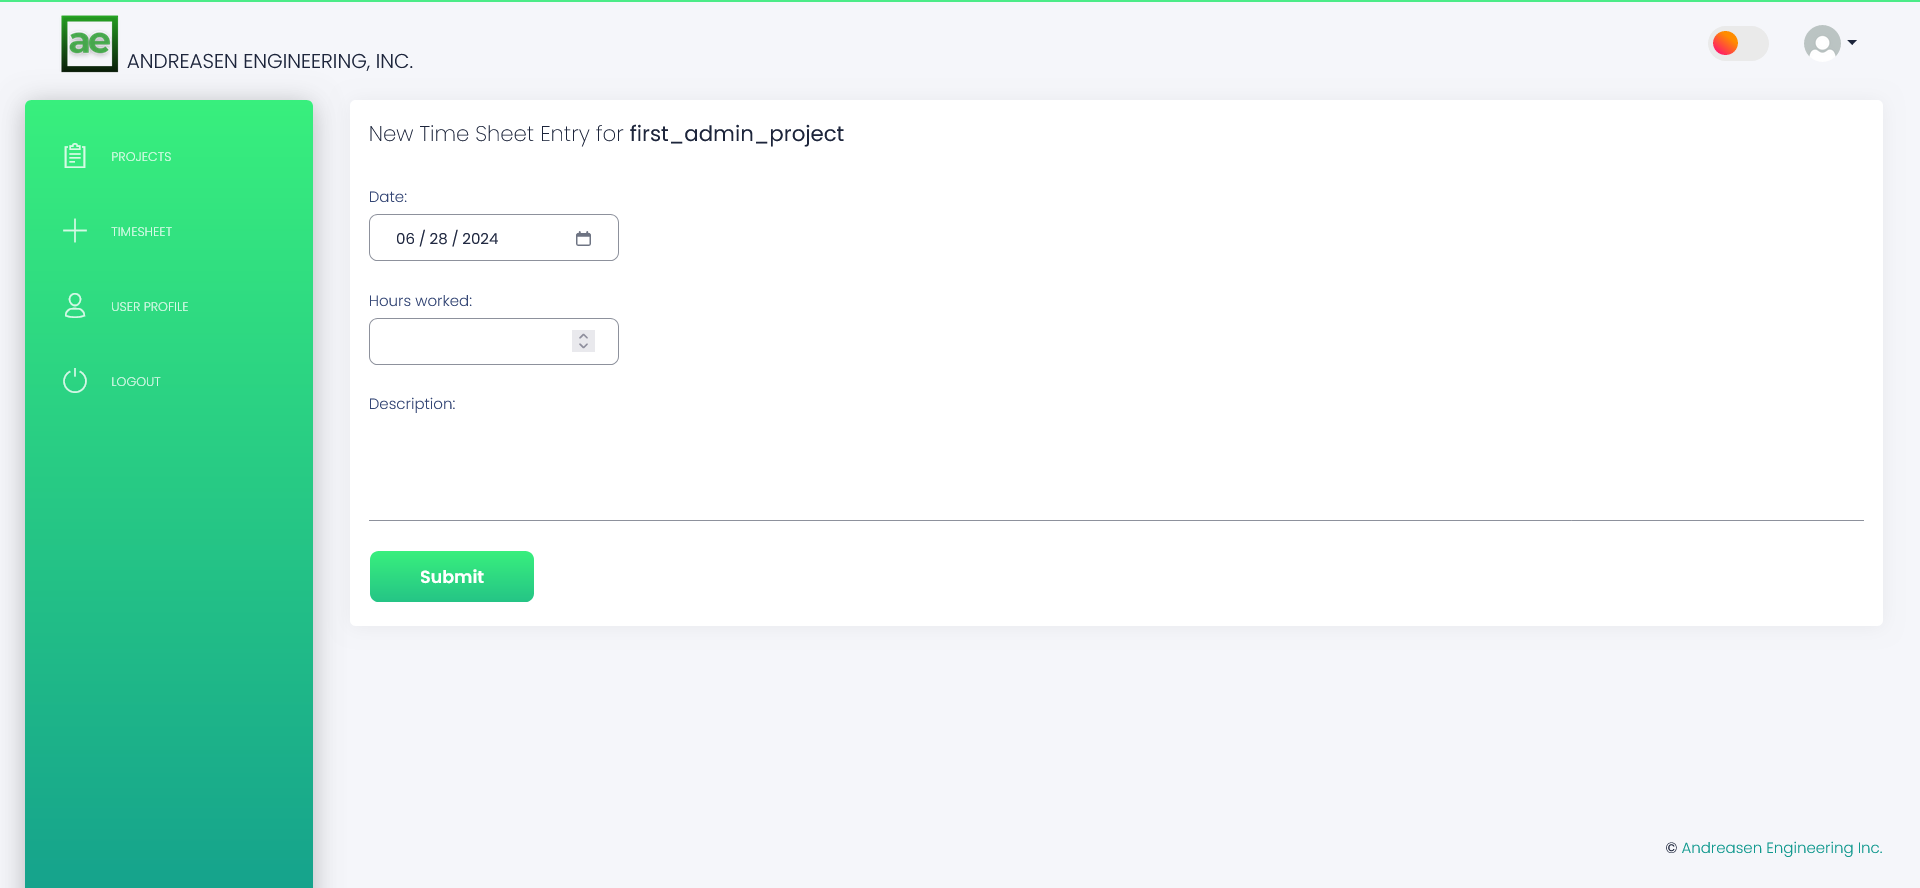 ae
ANDREASEN ENGINEERING, INC.
PROJECTS
TIMESHEET
USER PROFILE
LOGOUT
New Time Sheet Entry for first_admin_project
Date:
06 / 28 / 2024
Hours worked:
Description:
Submit
© Andreasen Engineering Inc.